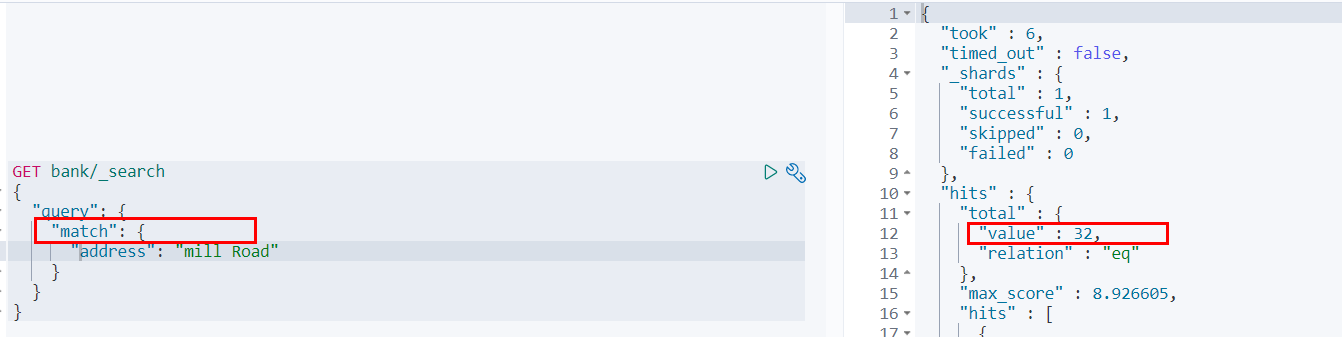 GET bank/_search
{
  "query": {
    "match": {
      "address": "mill Road"
    }
  }
}
1 {
2 "took" : 6,
3 "timed_out" : false,
4 "_shards" : {
5 "total" : 1,
6 "successful" : 1,
7 "skipped" : 0,
8 "failed" : 0
9 },
10 "hits" : {
11 "total" : {
12 "value" : 32,
13 "relation" : "eq"
14 },
15 "max_score" : 8.926605,
16 "hits" : [
17 {